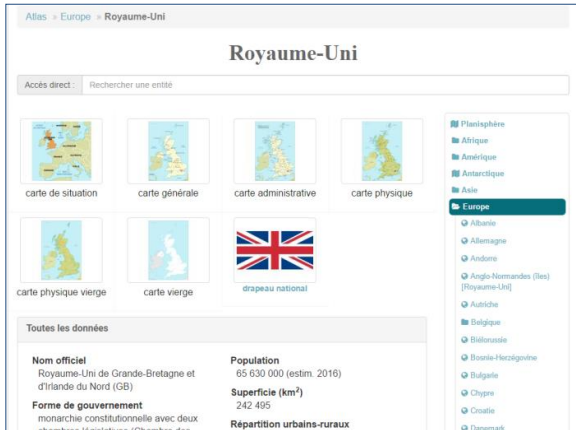 Atlas » Europe » Royaume-Uni
Royaume-Uni
Accès direct : Rechercher une entité
carte de situation
carte générale
carte administrative
carte physique
carte physique vierge
carte vierge
drapeau national
Toutes les données
Nom officiel
Royaume-Uni de Grande-Bretagne et
d'Irlande du Nord (GB)
Forme de gouvernement
monarchie constitutionnelle avec deux
chambres législatives (Chambre des
Population
65 630 000 (estim. 2016)
Superficie (km²)
242 495
Répartition urbains-ruraux
Planisphère
Afrique
Amérique
Antarctique
Asie
Europe
Albanie
Allemagne
Andorre
Anglo-Normandes (îles)
[Royaume-Uni]
Autriche
Belgique
Biélorussie
Bosnie-Herzégovine
Bulgarie
Chypre
Croatie
Danemark